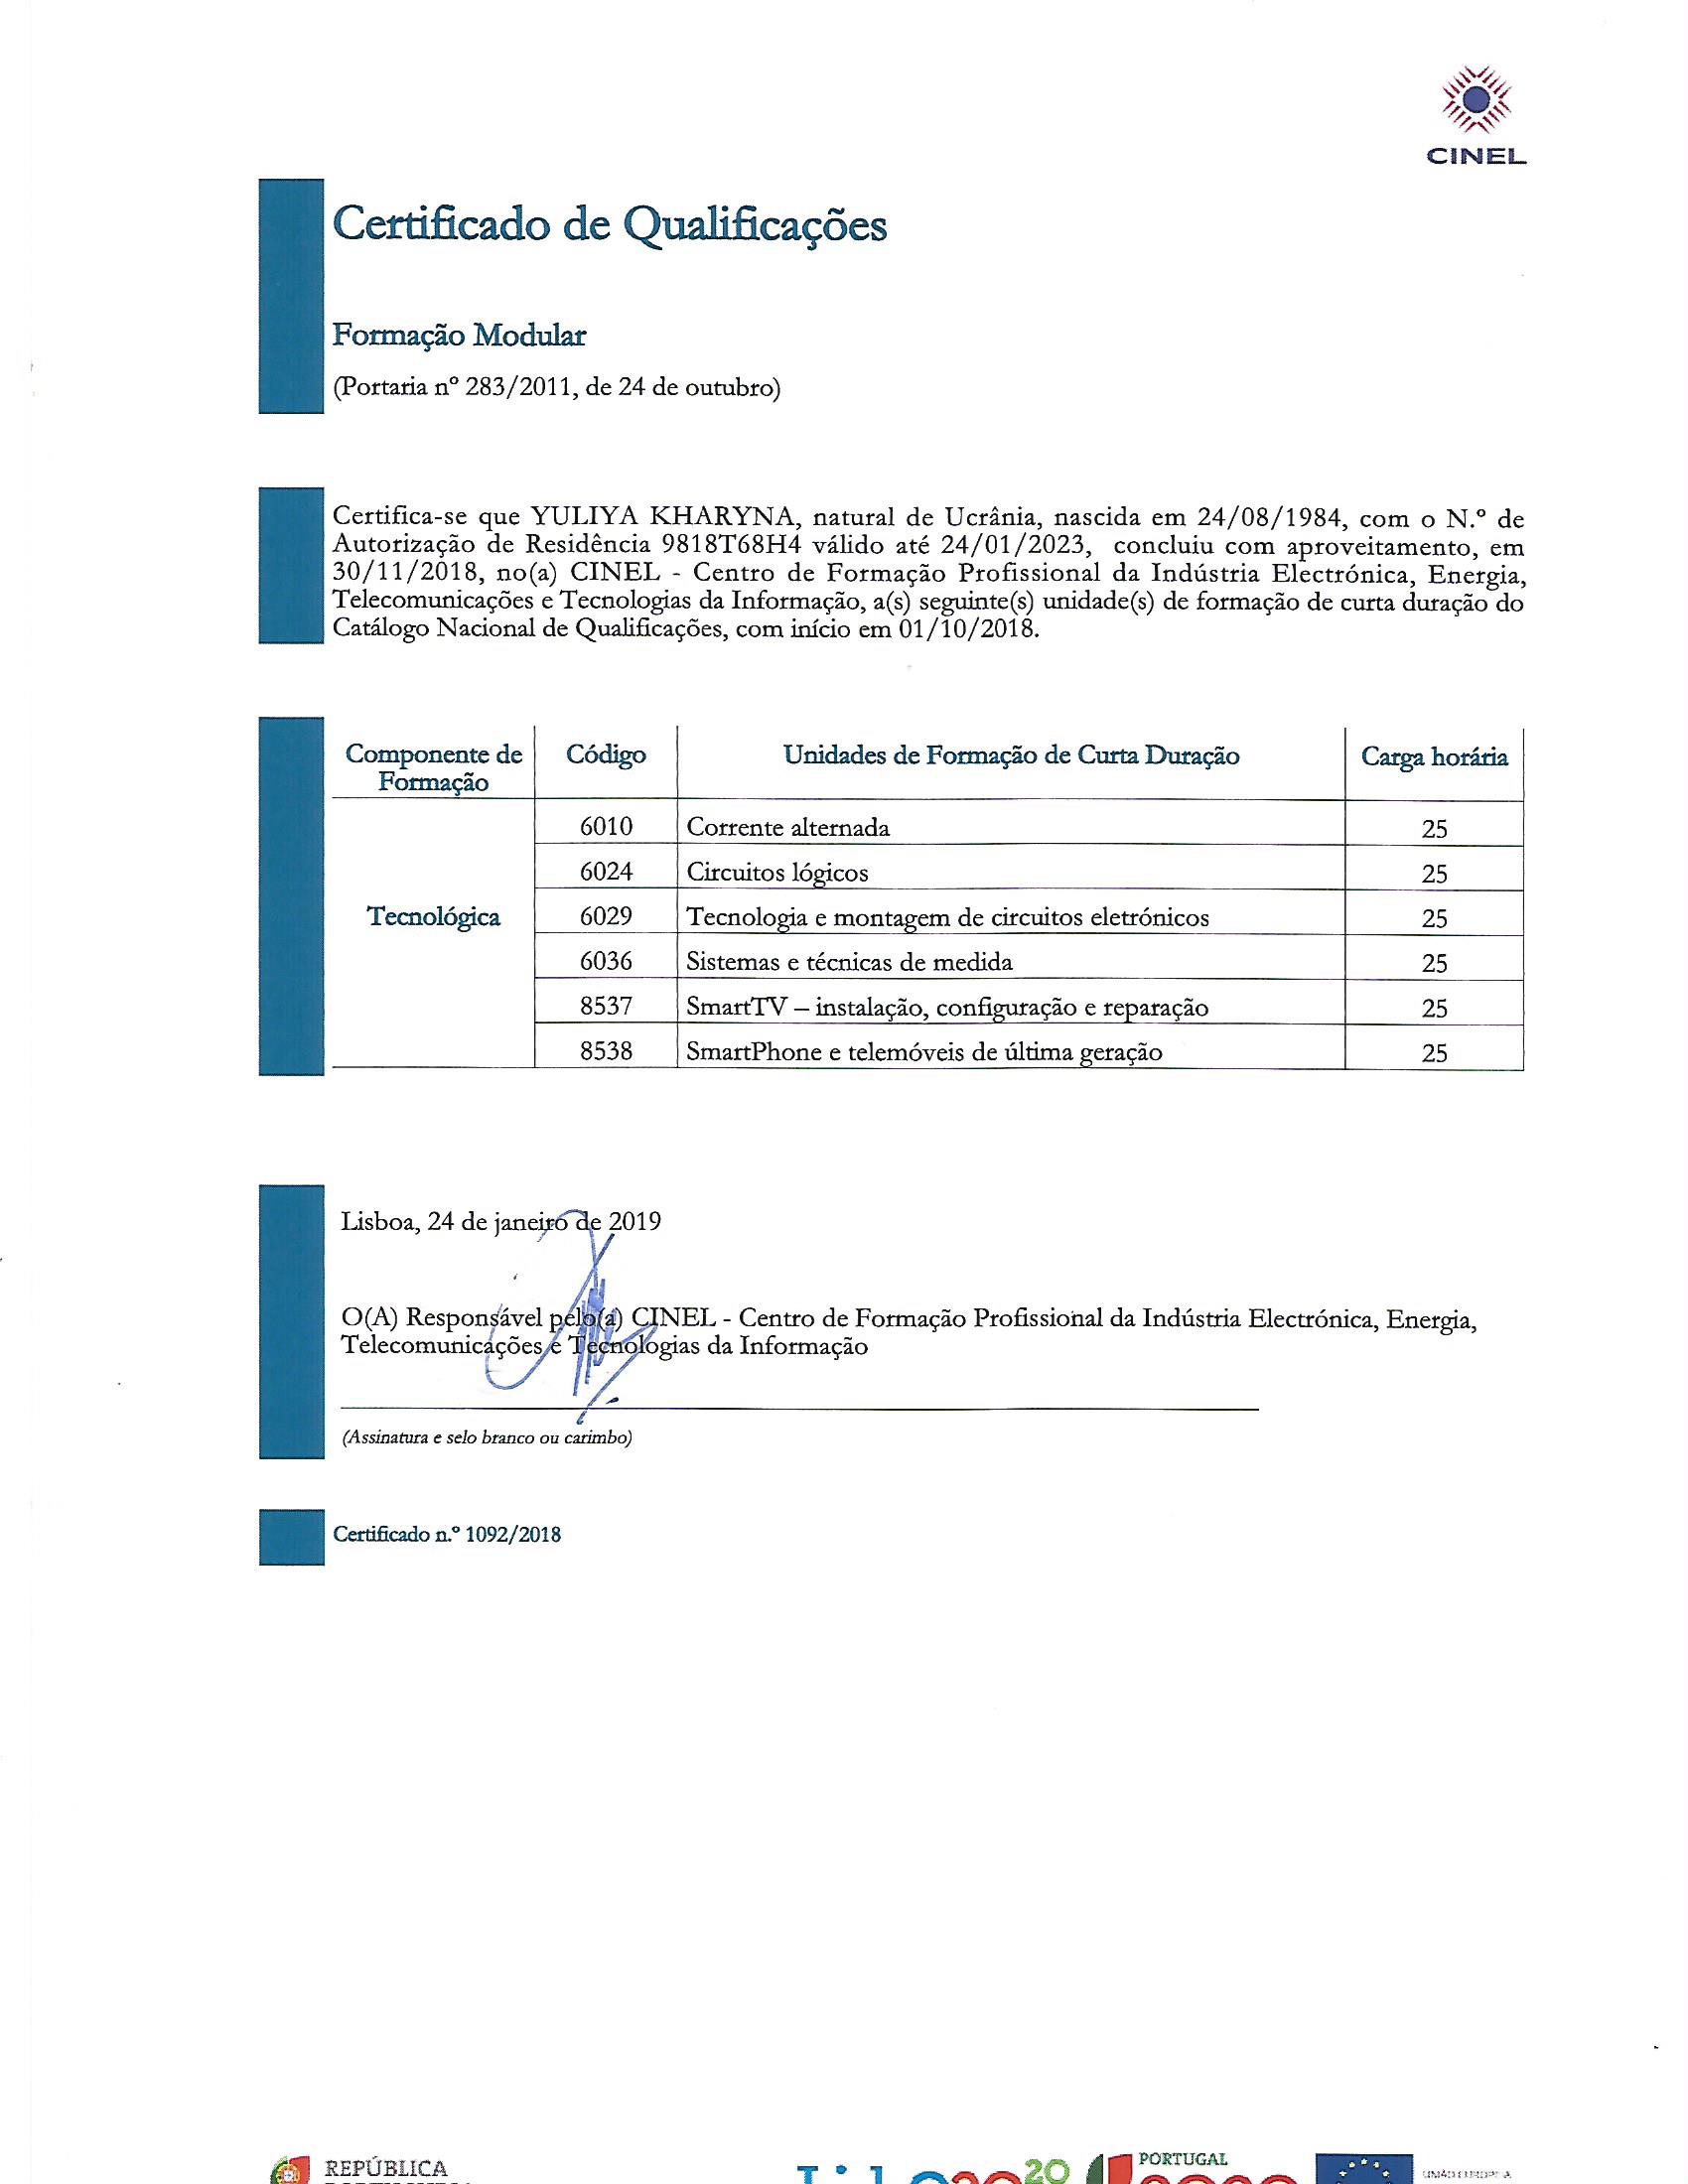 CINEL
Certificado de Qualificações
Formação Modular
(Portaria nº 283/2011, de 24 de outubro)
Certifica-se que YULIYA KHARYNA, natural de Ucrânia, nascida em 24/08/1984, com o N.º de
Autorização de Residência 9818T68H4 válido até 24/01/2023, concluiu com aproveitamento, em
30/11/2018, no(a) CINEL - Centro de Formação Profissional da Indústria Electrónica, Energia,
Telecomunicações e Tecnologias da Informação, a(s) seguinte(s) unidade(s) de formação de curta duração do
Catálogo Nacional de Qualificações, com início em 01/10/2018.
Componente de Formação Código Unidades de Formação de Curta Duração Carga horária
6010 Corrente alternada 25
6024 Circuitos lógicos 25
Tecnológica 6029 Tecnologia e montagem de circuitos eletrónicos 25
6036 Sistemas e técnicas de medida 25
8537 SmartTV – instalação, configuração e reparação 25
8538 SmartPhone e telemóveis de última geração 25
Lisboa, 24 de janeiro de 2019
O(A) Responsável pelo(a) CINEL - Centro de Formação Profissional da Indústria Electrónica, Energia,
Telecomunicações e Tecnologias da Informação
(Assinatura e selo branco ou carimbo)
Certificado n.º 1092/2018
REPÚBLICA
PORTUGAL